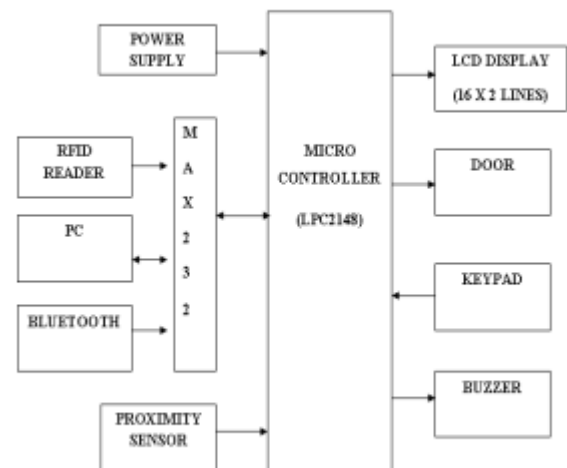 POWER
SUPPLY
RFID
READER
PC
BLUETOOTH
PROXIMITY
SENSOR
M
A
X
2
3
2
MICRO
CONTROLLER
(LPC2148)
LCD DISPLAY
(16 X 2 LINES)
DOOR
KEYPAD
BUZZER